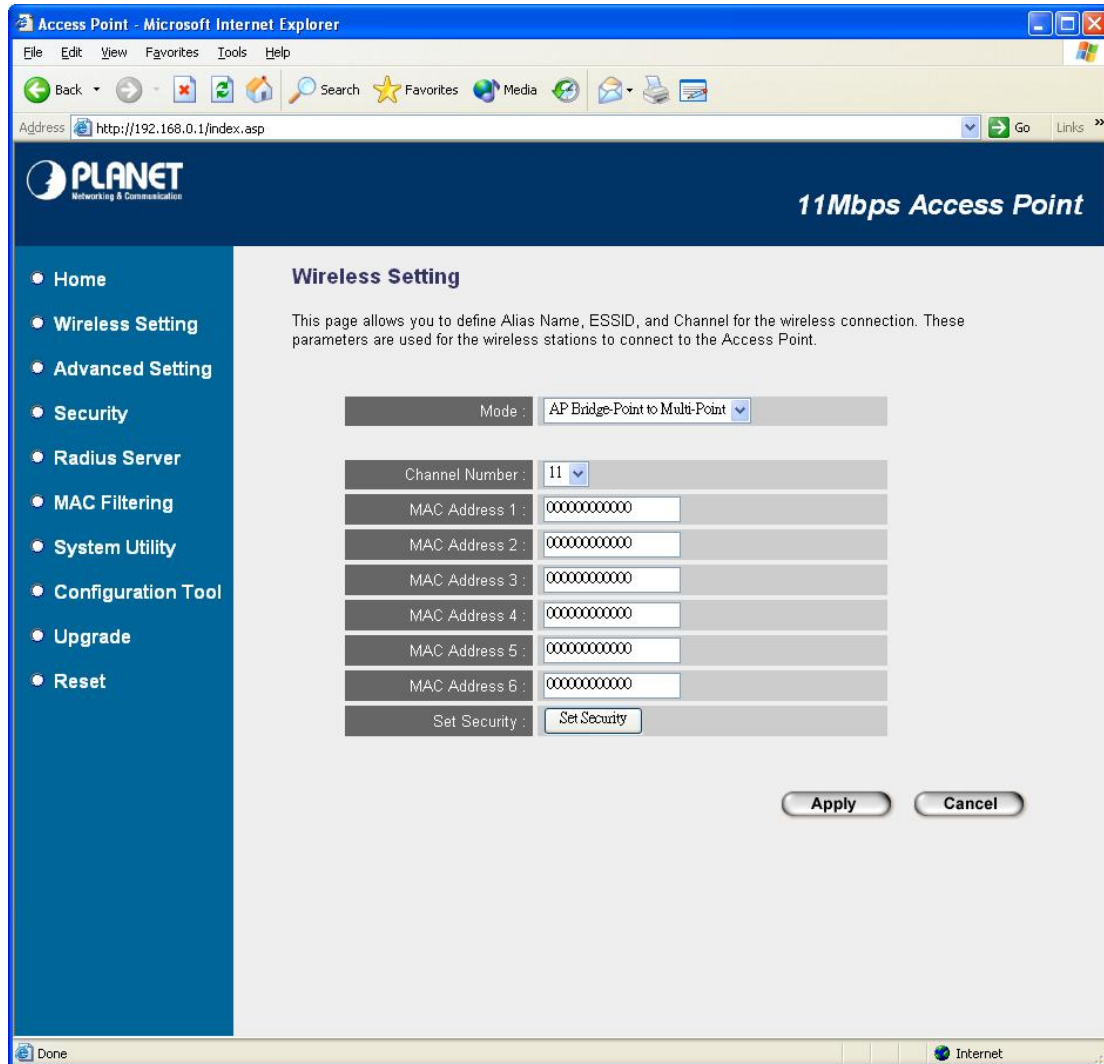 Access Point - Microsoft Internet Explorer
File Edit View Favorites Tools Help
Back Search Favorites Media
Address http://192.168.0.1/index.asp Go Links »
PLANET
Networking & Communication
11Mbps Access Point
Home
Wireless Setting
Advanced Setting
Security
Radius Server
MAC Filtering
System Utility
Configuration Tool
Upgrade
Reset
Wireless Setting
This page allows you to define Alias Name, ESSID, and Channel for the wireless connection. These
parameters are used for the wireless stations to connect to the Access Point.
Mode : AP Bridge-Point to Multi-Point
Channel Number : 11
MAC Address 1 : 000000000000
MAC Address 2 : 000000000000
MAC Address 3 : 000000000000
MAC Address 4 : 000000000000
MAC Address 5 : 000000000000
MAC Address 6 : 000000000000
Set Security : Set Security
Apply Cancel
Done Internet